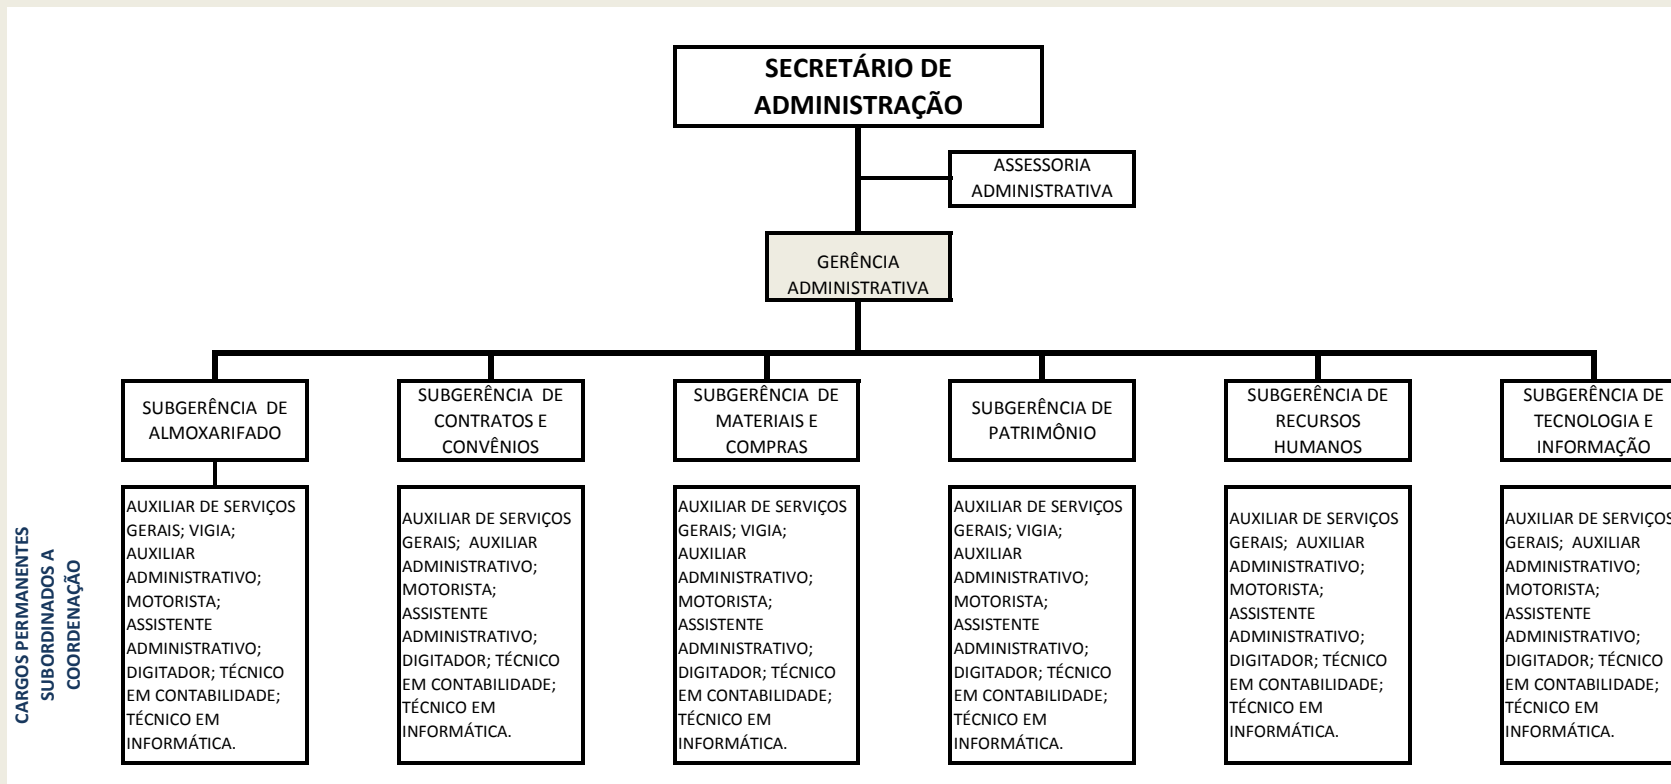 SECRETÁRIO DE
ADMINISTRAÇÃO
ASSESSORIA
ADMINISTRATIVA
GERÊNCIA
ADMINISTRATIVA
SUBGERÊNCIA DE
ALMOXARIFADO
SUBGERÊNCIA DE
CONTRATOS E
CONVÊNIOS
SUBGERÊNCIA DE
MATERIAIS E
COMPRAS
SUBGERÊNCIA DE
PATRIMÔNIO
SUBGERÊNCIA DE
RECURSOS
HUMANOS
SUBGERÊNCIA DE
TECNOLOGIA E
INFORMAÇÃO
CARGOS PERMANENTES
SUBORDINADOS A
COORDENAÇÃO
AUXILIAR DE SERVIÇOS
GERAIS; VIGIA;
AUXILIAR
ADMINISTRATIVO;
MOTORISTA;
ASSISTENTE
ADMINISTRATIVO;
DIGITADOR; TÉCNICO
EM CONTABILIDADE;
TÉCNICO EM
INFORMÁTICA.
AUXILIAR DE SERVIÇOS
GERAIS; AUXILIAR
ADMINISTRATIVO;
MOTORISTA;
ASSISTENTE
ADMINISTRATIVO;
DIGITADOR; TÉCNICO
EM CONTABILIDADE;
TÉCNICO EM
INFORMÁTICA.
AUXILIAR DE SERVIÇOS
GERAIS; VIGIA;
AUXILIAR
ADMINISTRATIVO;
MOTORISTA;
ASSISTENTE
ADMINISTRATIVO;
DIGITADOR; TÉCNICO
EM CONTABILIDADE;
TÉCNICO EM
INFORMÁTICA.
AUXILIAR DE SERVIÇOS
GERAIS; VIGIA;
AUXILIAR
ADMINISTRATIVO;
MOTORISTA;
ASSISTENTE
ADMINISTRATIVO;
DIGITADOR; TÉCNICO
EM CONTABILIDADE;
TÉCNICO EM
INFORMÁTICA.
AUXILIAR DE SERVIÇOS
GERAIS; AUXILIAR
ADMINISTRATIVO;
MOTORISTA;
ASSISTENTE
ADMINISTRATIVO;
DIGITADOR; TÉCNICO
EM CONTABILIDADE;
TÉCNICO EM
INFORMÁTICA.
AUXILIAR DE SERVIÇOS
GERAIS; AUXILIAR
ADMINISTRATIVO;
MOTORISTA;
ASSISTENTE
ADMINISTRATIVO;
DIGITADOR; TÉCNICO
EM CONTABILIDADE;
TÉCNICO EM
INFORMÁTICA.